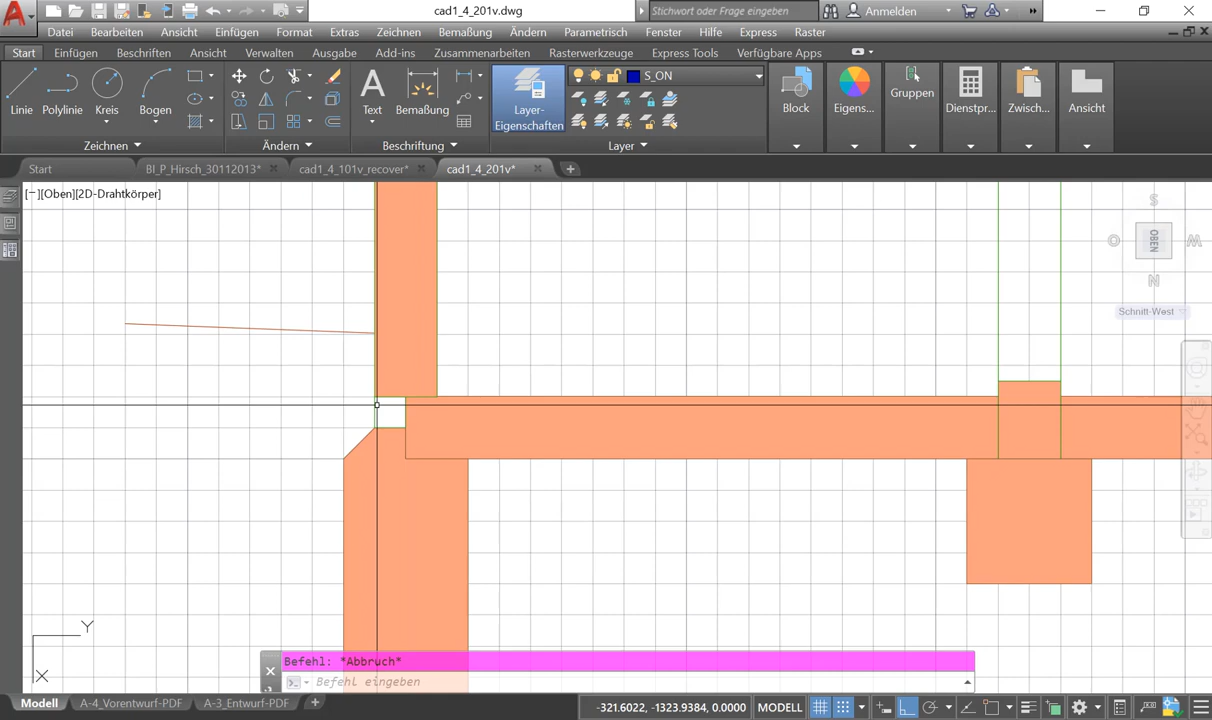 cad1_4_201v.dwg
Stichwort oder Frage eingeben
Anmelden
Datei Bearbeiten Ansicht Einfügen Format Extras Zeichnen Bemaßung Ändern Parametrisch Fenster Hilfe Express Raster
Start Einfügen Beschriften Ansicht Verwalten Ausgabe Add-ins Zusammenarbeiten Rasterwerkzeuge Express Tools Verfügbare Apps
S_ON
Linie Polylinie Kreis Bogen
Text Bemaßung
Layer-
Eigenschaften
Block Eigens... Gruppen Dienstpr... Zwisch... Ansicht
Zeichnen Ändern Beschriftung Layer
Start BI_P_Hirsch_30112013* cad1_4_101v_recover* cad1_4_201v*
[−][Oben][2D-Drahtkörper]
S
O OBEN W
N
Schnitt-West
Y
X
Befehl: *Abbruch*
Befehl eingeben
Modell A-4_Vorentwurf-PDF A-3_Entwurf-PDF
-321.6022, -1323.9384, 0.0000 MODELL